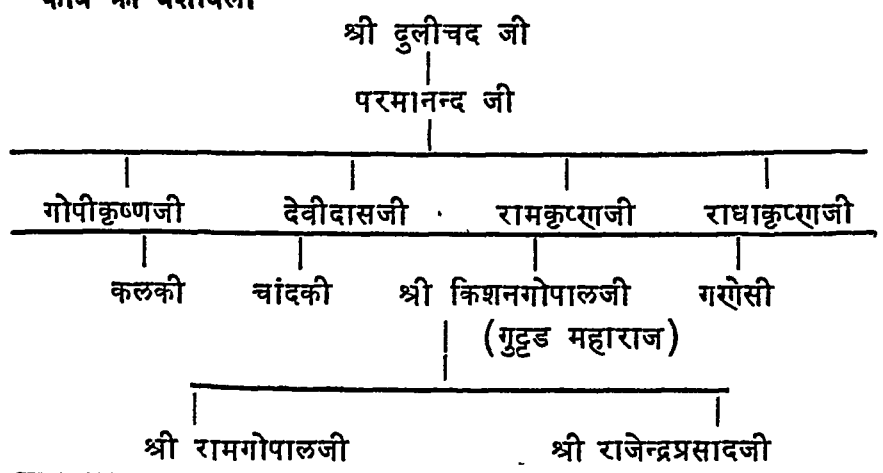 श्री दुलीचद जी
परमानन्द जी
गोपीकृष्णजी देवीदासजी रामकृष्णजी राधाकृष्णजी
कलकी चांदकी श्री किशनगोपालजी गणेसी
(गुट्टड महाराज)
श्री रामगोपालजी श्री राजेन्द्रप्रसादजी